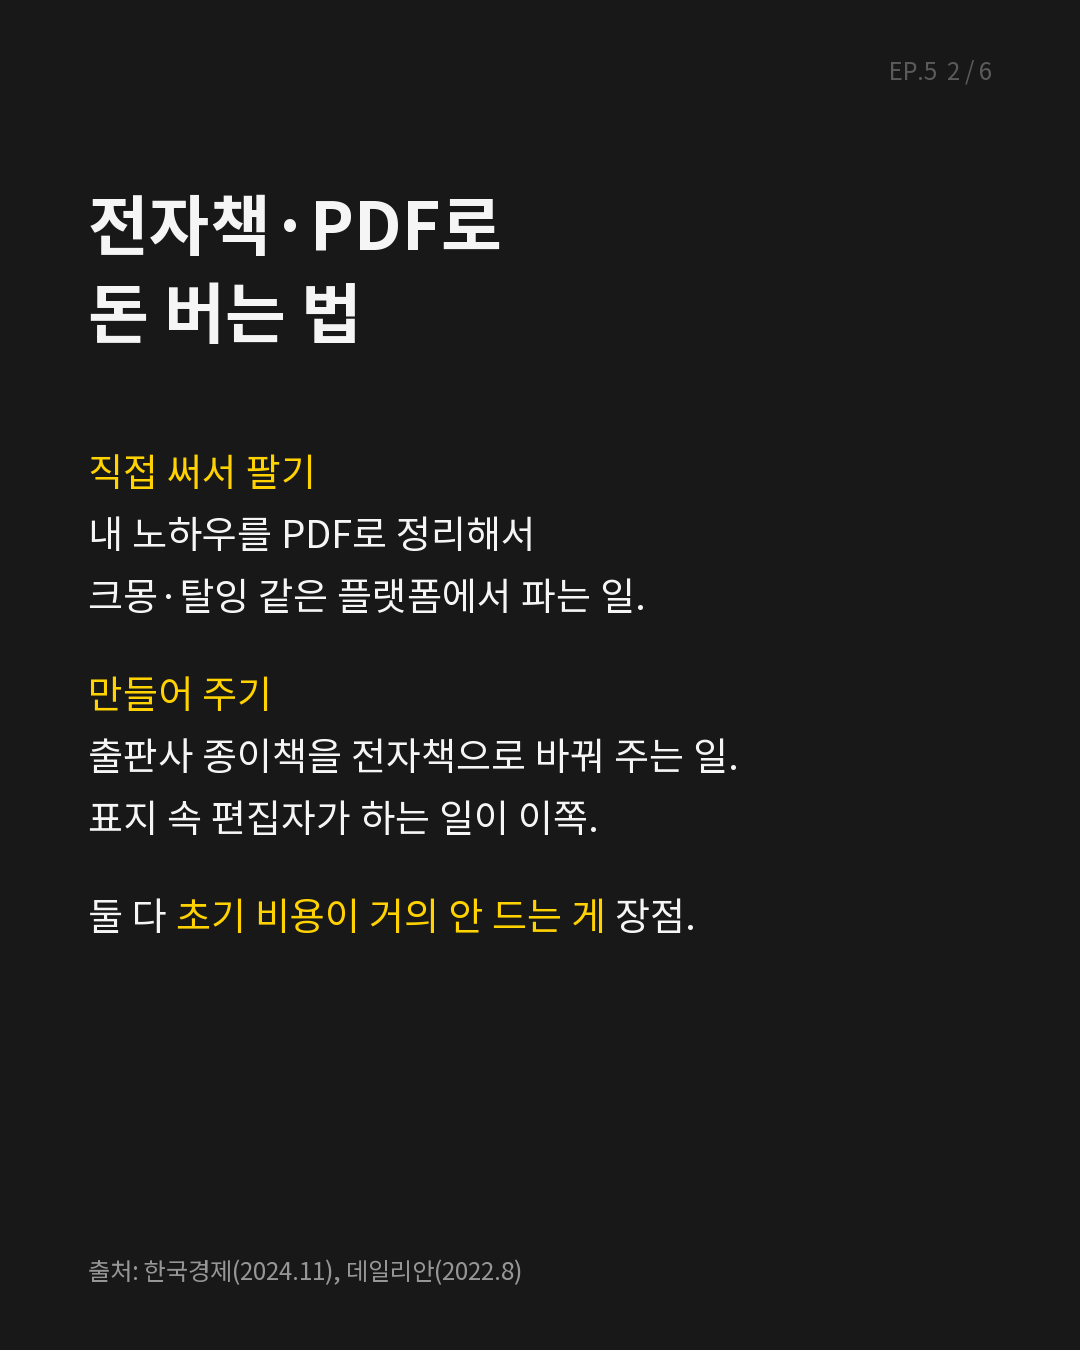 EP.5 2 / 6
전자책·PDF로
돈 버는 법
직접 써서 팔기
내 노하우를 PDF로 정리해서
크몽·탈잉 같은 플랫폼에서 파는 일.
만들어 주기
출판사 종이책을 전자책으로 바꿔 주는 일.
표지 속 편집자가 하는 일이 이쪽.
둘 다 초기 비용이 거의 안 드는 게 장점.
출처: 한국경제(2024.11), 데일리안(2022.8)